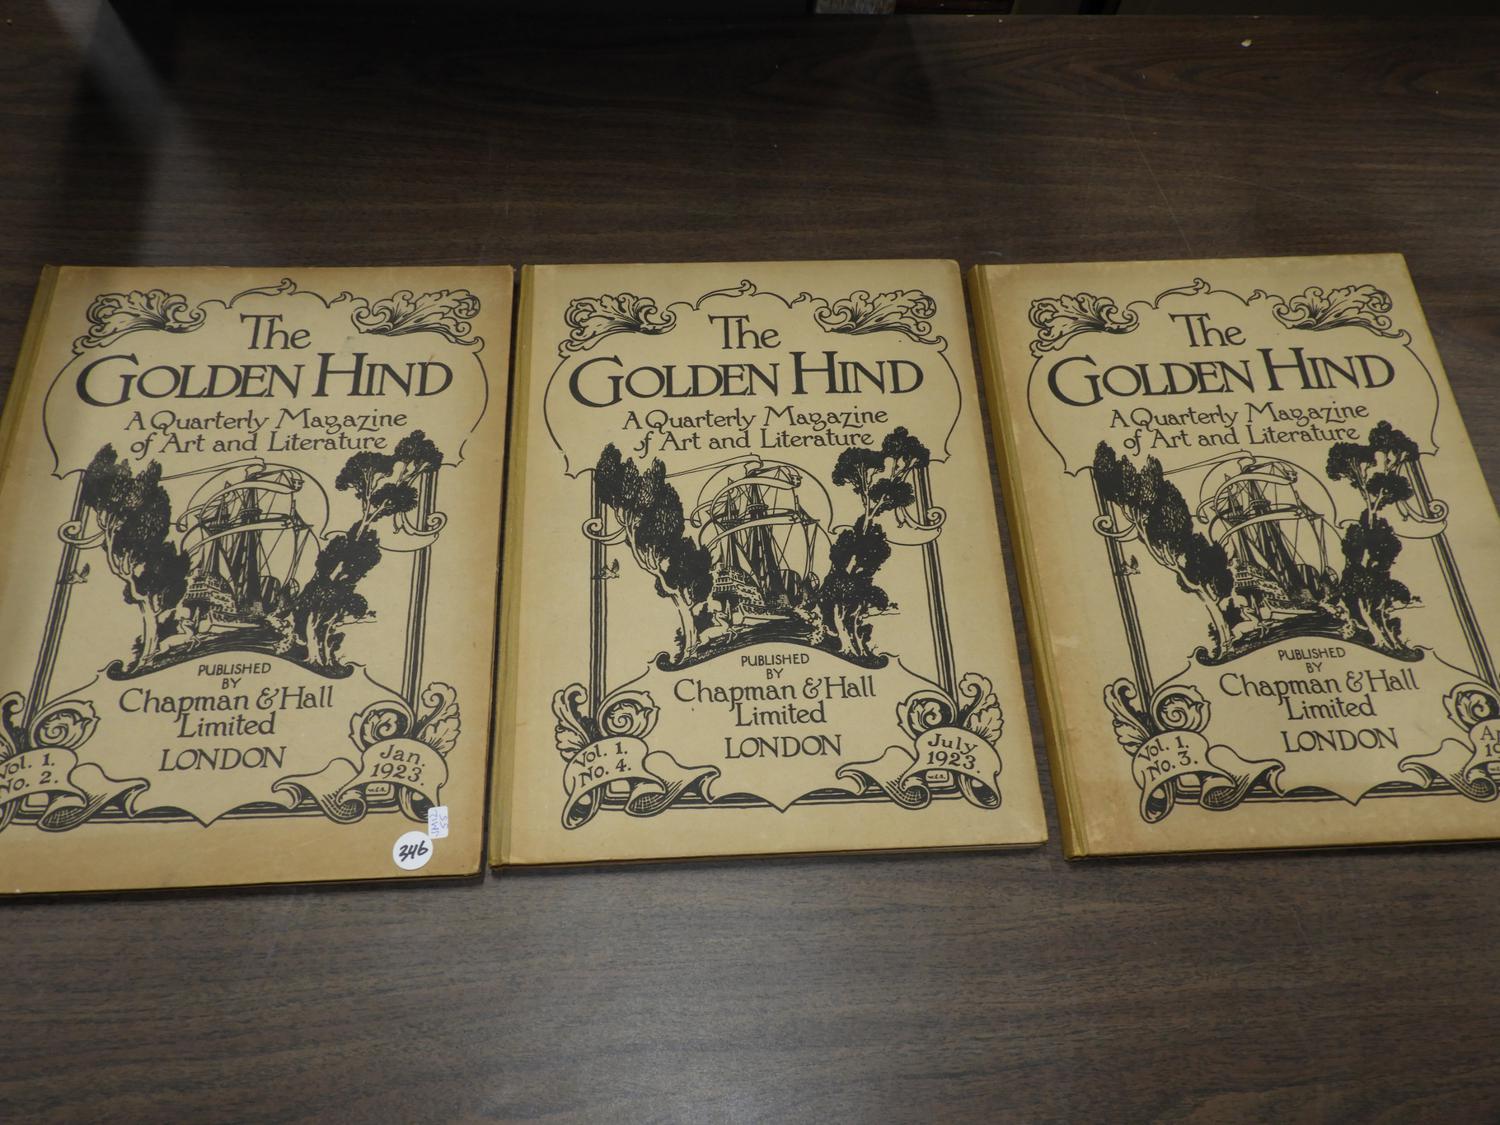 The
GOLDEN HIND
A Quarterly Magazine
of Art and Literature
PUBLISHED
BY
Chapman & Hall
Limited
LONDON
Vol. 1.
No. 2.
Jan.
1923.
346
The
GOLDEN HIND
A Quarterly Magazine
of Art and Literature
PUBLISHED
BY
Chapman & Hall
Limited
LONDON
Vol. 1.
No. 4.
July
1923.
The
GOLDEN HIND
A Quarterly Magazine
of Art and Literature
PUBLISHED
BY
Chapman & Hall
Limited
LONDON
Vol. 1.
No. 3.